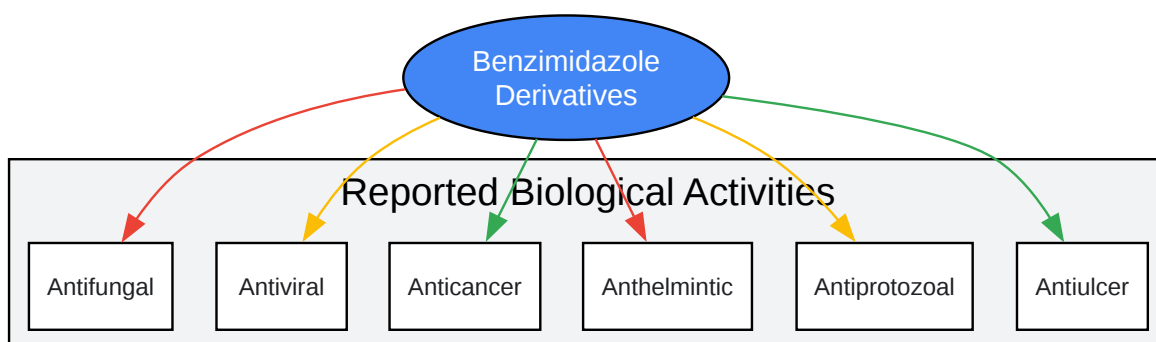 Benzimidazole
Derivatives
Reported Biological Activities
Antifungal
Antiviral
Anticancer
Anthelmintic
Antiprotozoal
Antiulcer